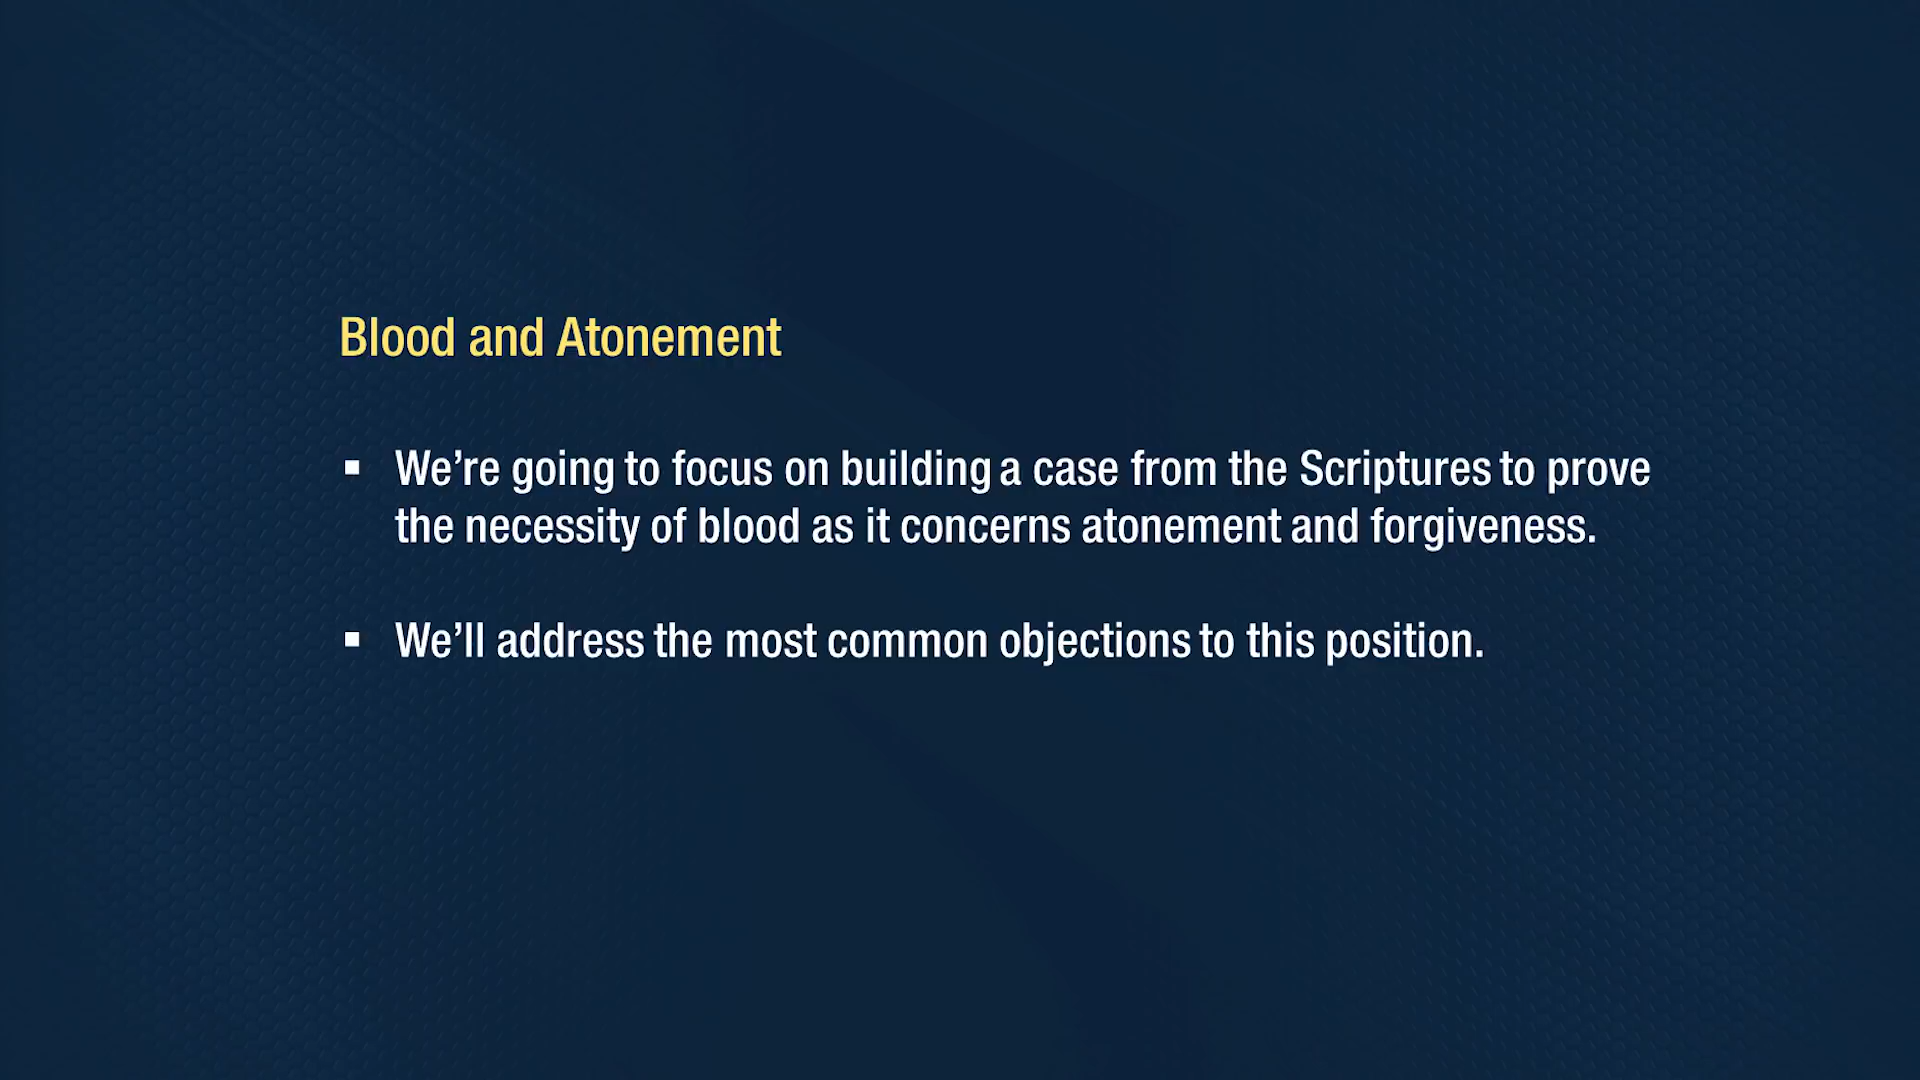 Blood and Atonement
▪ We’re going to focus on building a case from the Scriptures to prove
the necessity of blood as it concerns atonement and forgiveness.
▪ We’ll address the most common objections to this position.